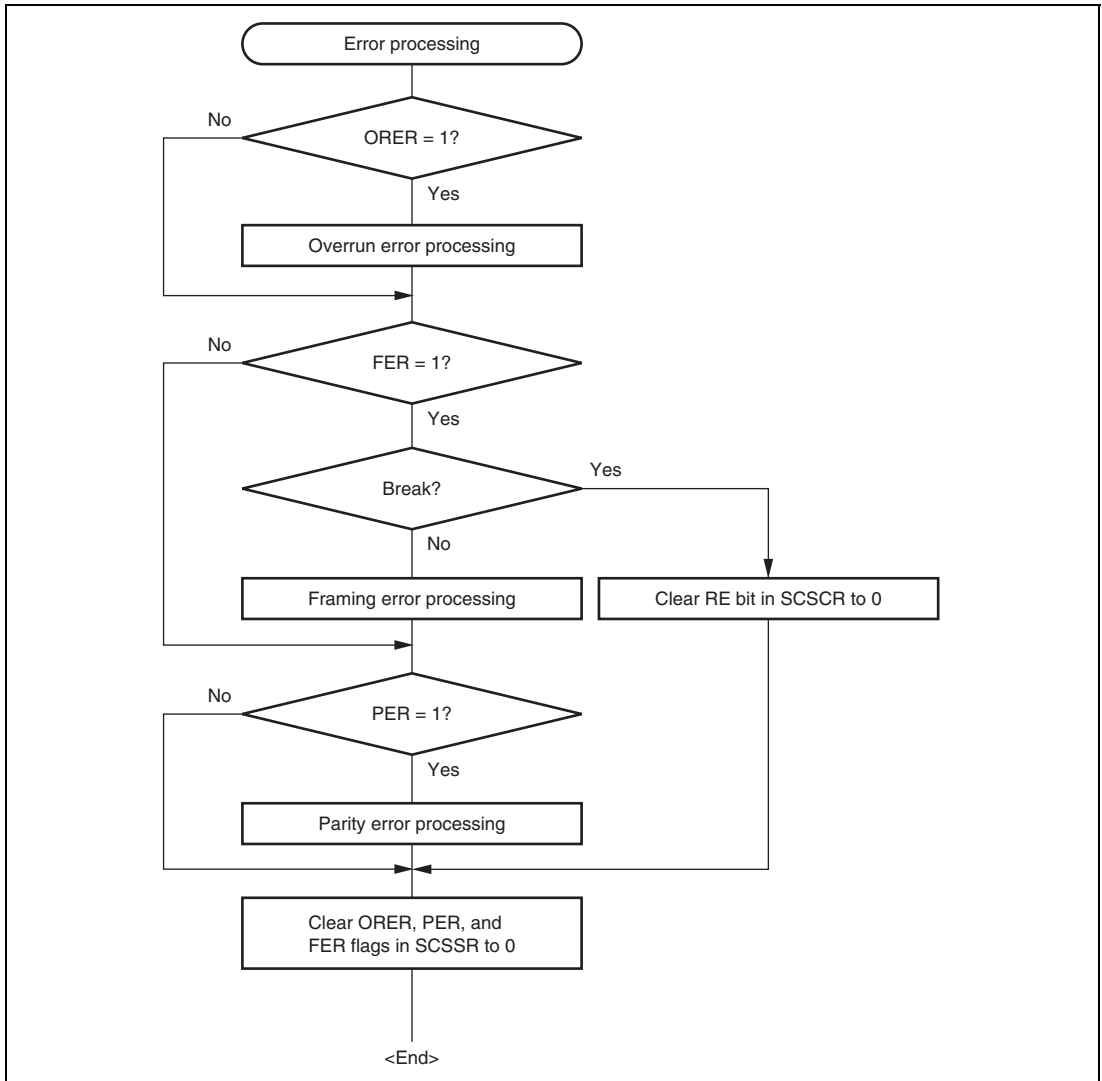 Error processing
No
ORER = 1?
Yes
Overrun error processing
No
FER = 1?
Yes
Break?
Yes
No
Framing error processing
Clear RE bit in SCSCR to 0
No
PER = 1?
Yes
Parity error processing
Clear ORER, PER, and
FER flags in SCSSR to 0
<End>